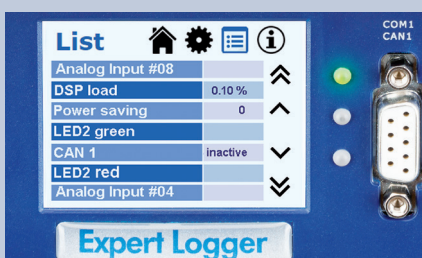 COM1
CAN1
List
Analog Input #08
DSP load 0.10 %
Power saving 0
LED2 green
CAN 1 inactive
LED2 red
Analog Input #04
Expert Logger